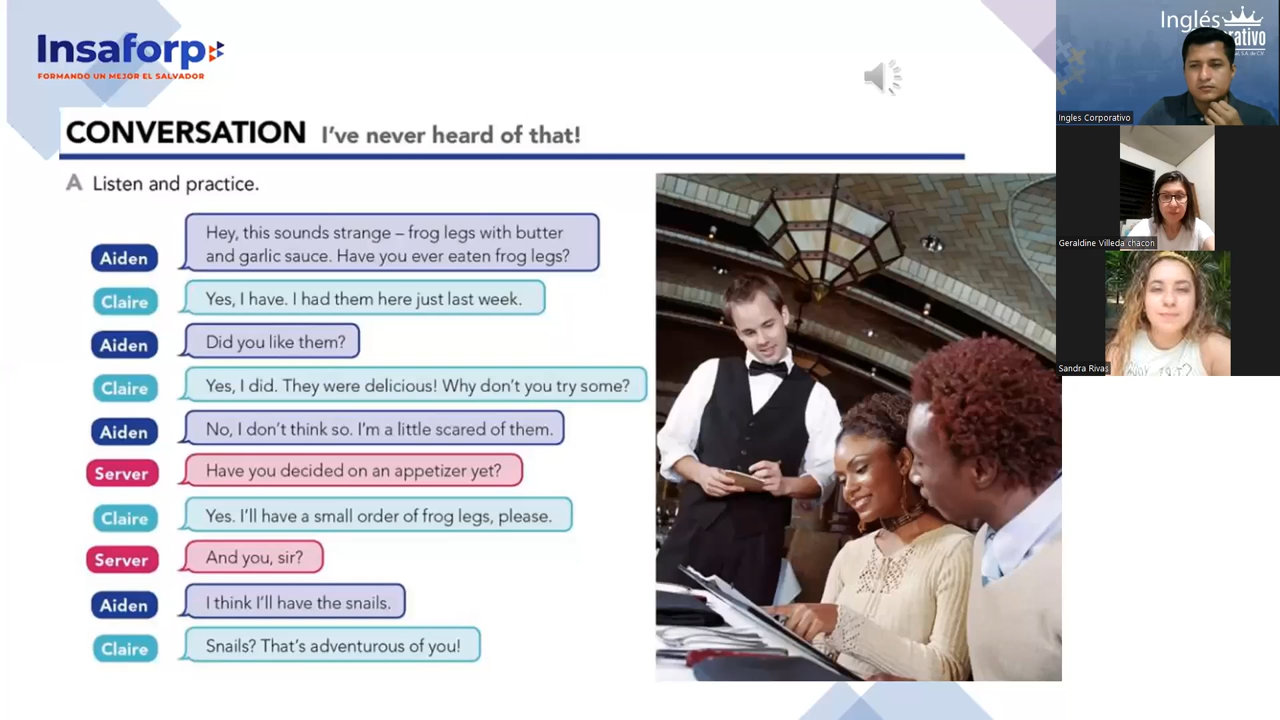 Insaforp
FORMANDO UN MEJOR EL SALVADOR
CONVERSATION I've never heard of that!
A Listen and practice.
Aiden Hey, this sounds strange – frog legs with butter
and garlic sauce. Have you ever eaten frog legs?
Claire Yes, I have. I had them here just last week.
Aiden Did you like them?
Claire Yes, I did. They were delicious! Why don't you try some?
Aiden No, I don't think so. I'm a little scared of them.
Server Have you decided on an appetizer yet?
Claire Yes. I'll have a small order of frog legs, please.
Server And you, sir?
Aiden I think I'll have the snails.
Claire Snails? That's adventurous of you!
Inglés
Ingles Corporativo
Geraldine Villeda chacon
Sandra Rivas